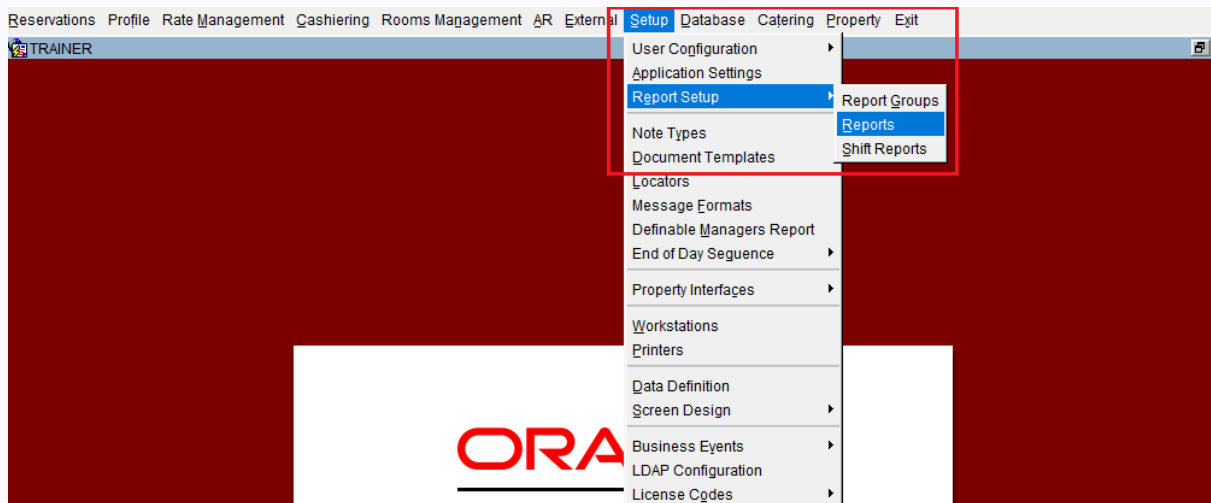 Reservations Profile Rate Management Cashiering Rooms Management AR External Setup Database Catering Property Exit
TRAINER
User Configuration
Application Settings
Report Setup
Report Groups
Reports
Shift Reports
Note Types
Document Templates
Locators
Message Formats
Definable Managers Report
End of Day Sequence
Property Interfaces
Workstations
Printers
Data Definition
Screen Design
Business Events
LDAP Configuration
License Codes
ORA